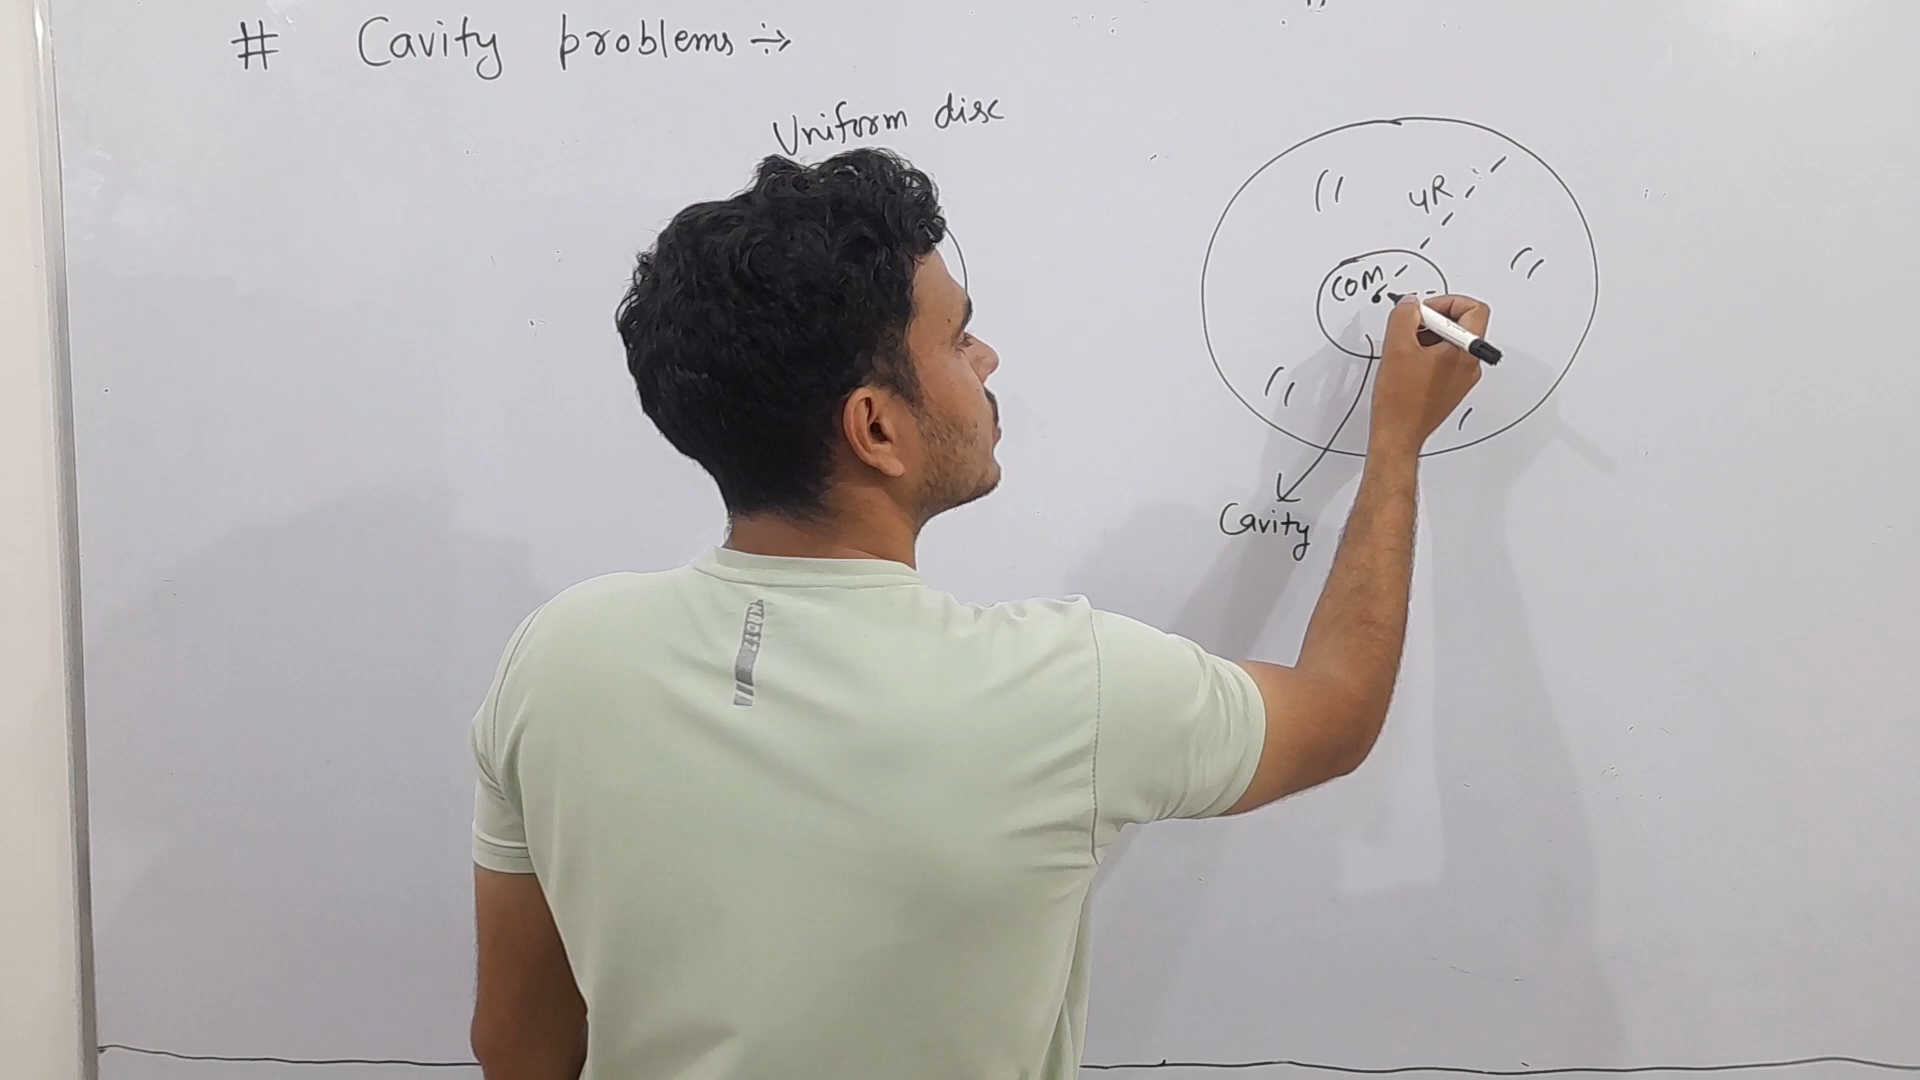 # Cavity problems ÷>
Uniform disc
4R
COM
Cavity